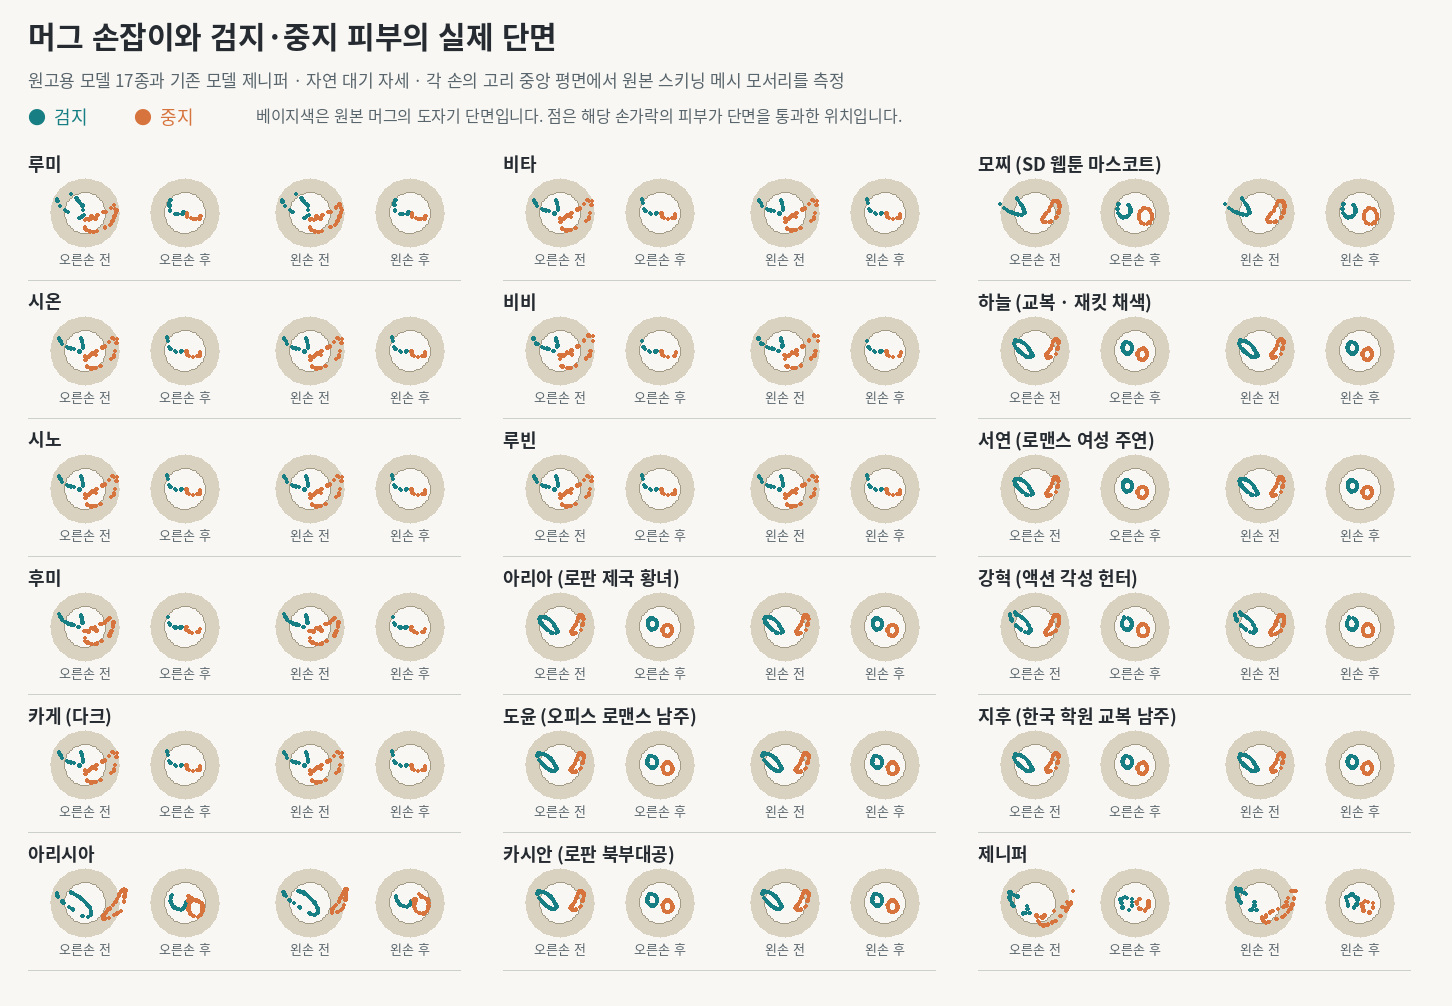 머그 손잡이와 검지·중지 피부의 실제 단면
원고용 모델 17종과 기존 모델 제니퍼 · 자연 대기 자세 · 각 손의 고리 중앙 평면에서 원본 스키닝 메시 모서리를 측정
검지 중지 베이지색은 원본 머그의 도자기 단면입니다. 점은 해당 손가락의 피부가 단면을 통과한 위치입니다.
루미 비타 모찌 (SD 웹툰 마스코트)
오른손 전 오른손 후 왼손 전 왼손 후 오른손 전 오른손 후 왼손 전 왼손 후 오른손 전 오른손 후 왼손 전 왼손 후
시온 비비 하늘 (교복 · 재킷 채색)
오른손 전 오른손 후 왼손 전 왼손 후 오른손 전 오른손 후 왼손 전 왼손 후 오른손 전 오른손 후 왼손 전 왼손 후
시노 루빈 서연 (로맨스 여성 주연)
오른손 전 오른손 후 왼손 전 왼손 후 오른손 전 오른손 후 왼손 전 왼손 후 오른손 전 오른손 후 왼손 전 왼손 후
후미 아리아 (로판 제국 황녀) 강혁 (액션 각성 헌터)
오른손 전 오른손 후 왼손 전 왼손 후 오른손 전 오른손 후 왼손 전 왼손 후 오른손 전 오른손 후 왼손 전 왼손 후
카게 (다크) 도윤 (오피스 로맨스 남주) 지후 (한국 학원 교복 남주)
오른손 전 오른손 후 왼손 전 왼손 후 오른손 전 오른손 후 왼손 전 왼손 후 오른손 전 오른손 후 왼손 전 왼손 후
아리시아 카시안 (로판 북부대공) 제니퍼
오른손 전 오른손 후 왼손 전 왼손 후 오른손 전 오른손 후 왼손 전 왼손 후 오른손 전 오른손 후 왼손 전 왼손 후